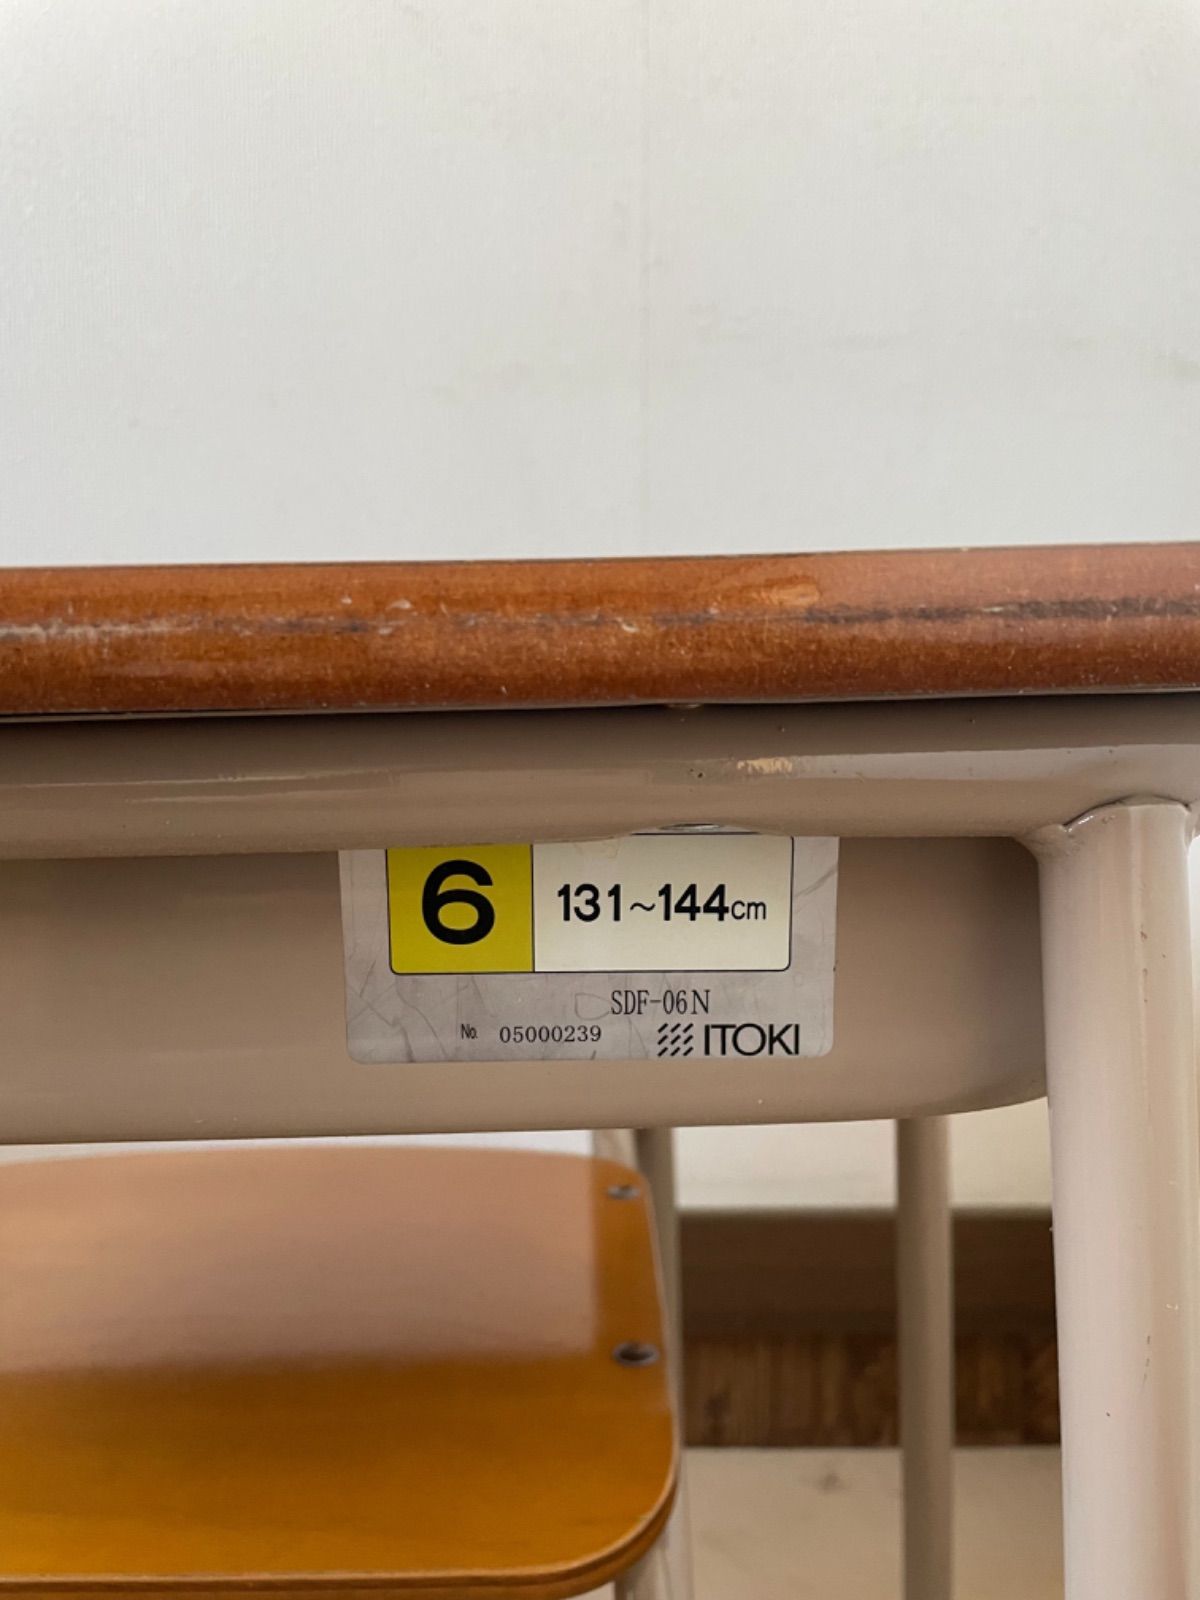 6 131~144cm
SDF-06N
No. 05000239 ITOKI